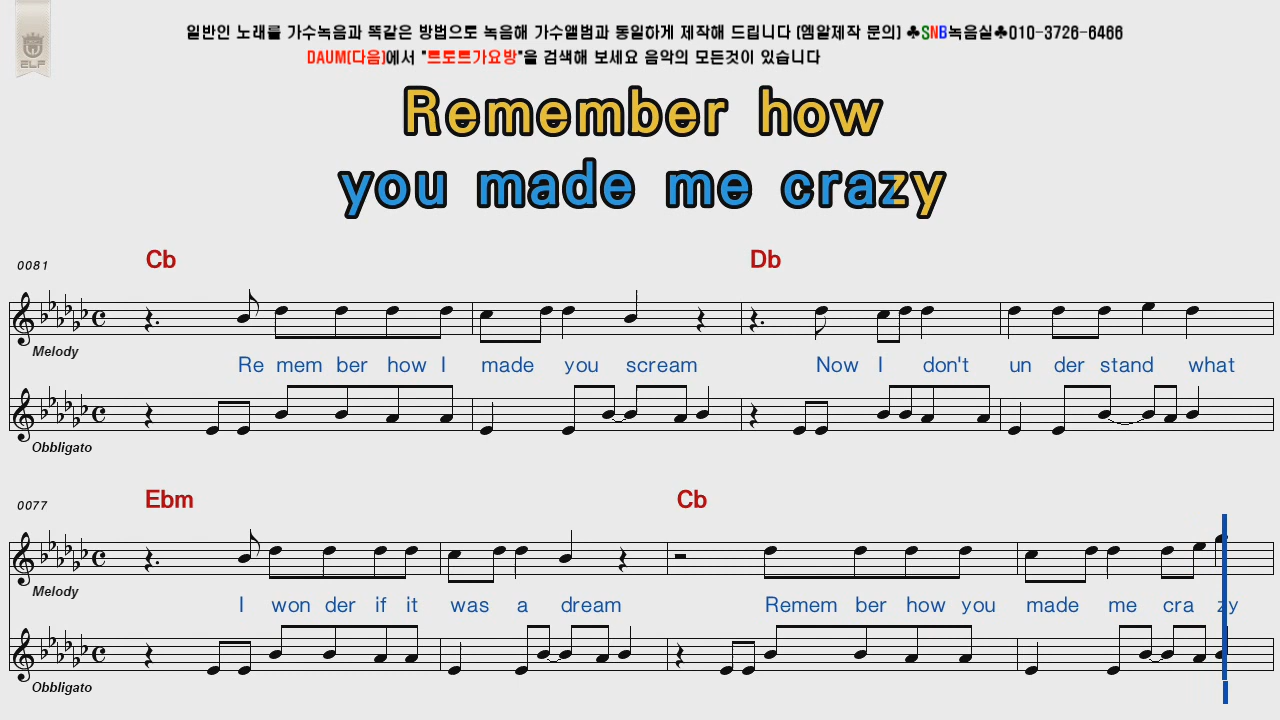 일반인 노래를 가수녹음과 똑같은 방법으로 녹음해 가수앨범과 동일하게 제작해 드립니다 (엠알제작 문의) ♣SNB녹음실♣010-3726-6466
DAUM(다음)에서 "트로트가요방"을 검색해 보세요 음악의 모든것이 있습니다
ELF
Remember how
you made me crazy
0081 Cb Db
Melody
Re mem ber how I made you scream Now I don't un der stand what
Obbligato
0077 Ebm Cb
Melody
I won der if it was a dream Remem ber how you made me cra zy
Obbligato